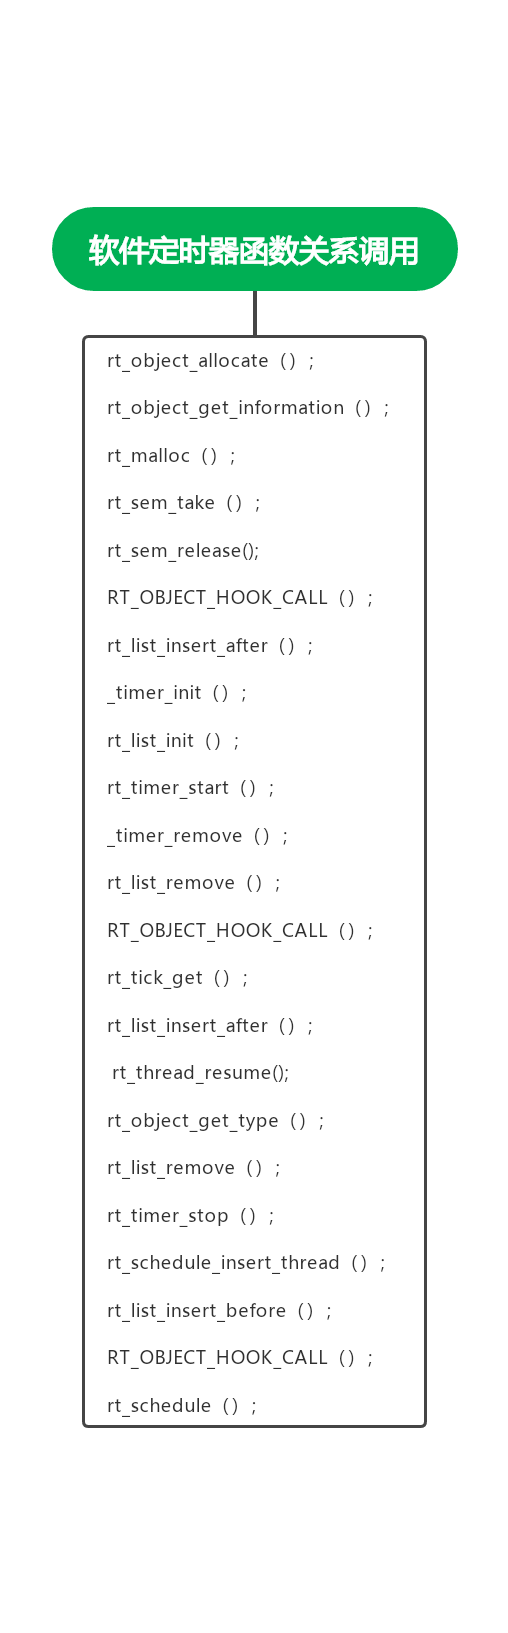 软件定时器函数关系调用
rt_object_allocate（）;
rt_object_get_information（）;
rt_malloc（）;
rt_sem_take（）;
rt_sem_release();
RT_OBJECT_HOOK_CALL（）;
rt_list_insert_after（）;
_timer_init（）;
rt_list_init（）;
rt_timer_start（）;
_timer_remove（）;
rt_list_remove（）;
RT_OBJECT_HOOK_CALL（）;
rt_tick_get（）;
rt_list_insert_after（）;
rt_thread_resume();
rt_object_get_type（）;
rt_list_remove（）;
rt_timer_stop（）;
rt_schedule_insert_thread（）;
rt_list_insert_before（）;
RT_OBJECT_HOOK_CALL（）;
rt_schedule（）;